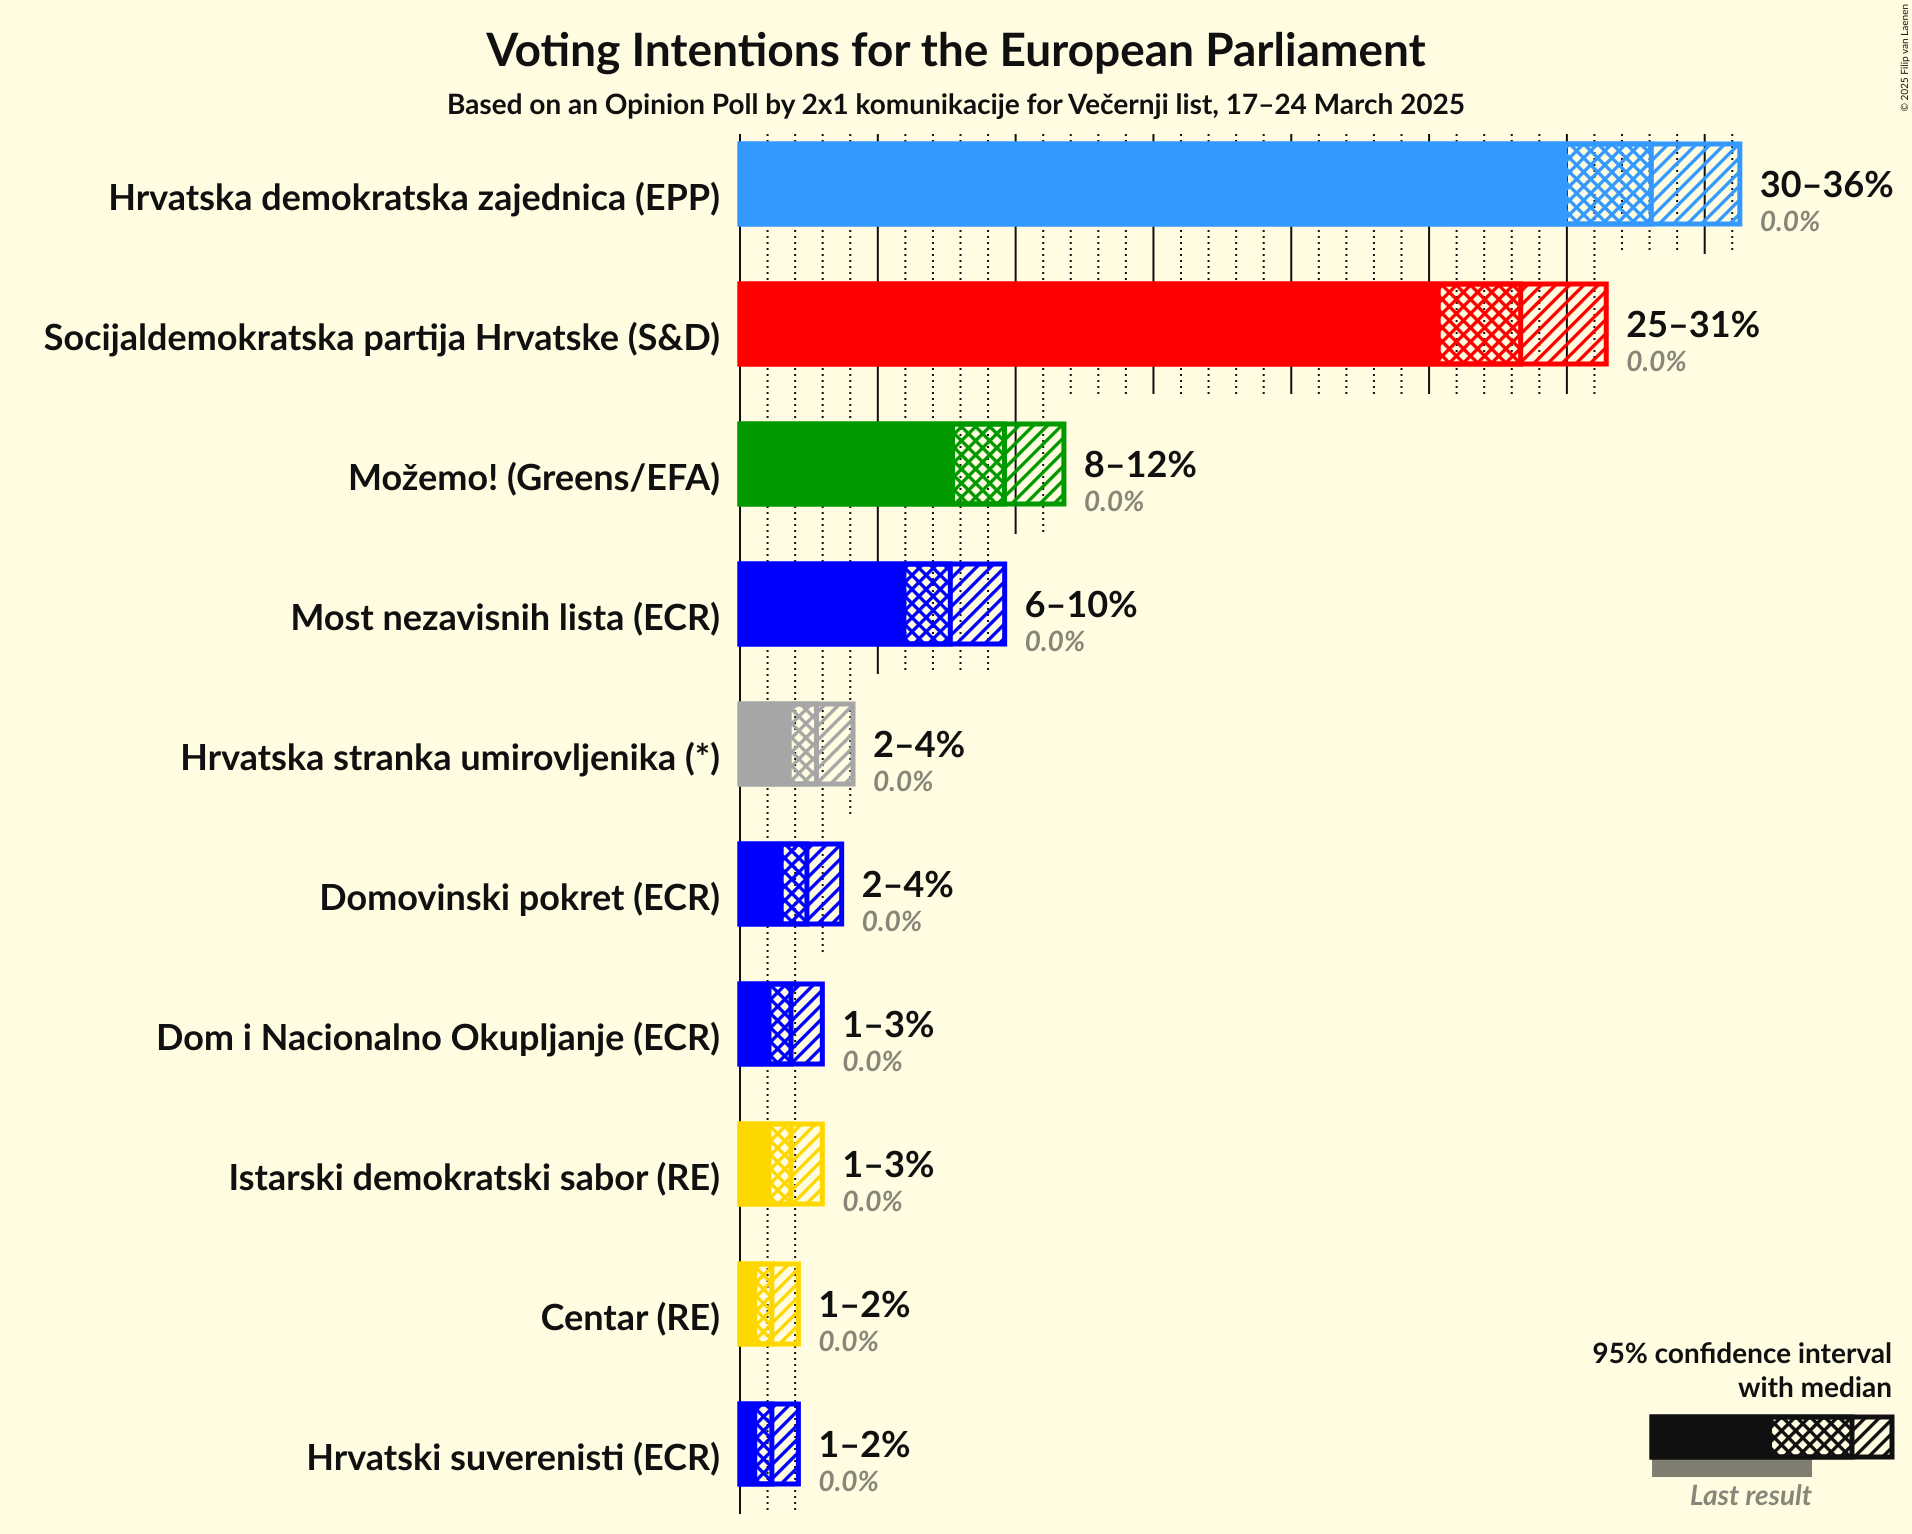 Voting Intentions for the European Parliament
Based on an Opinion Poll by 2x1 komunikacije for Večernji list, 17–24 March 2025
© 2025 Filip van Laenen
Hrvatska demokratska zajednica (EPP)
30–36%
0.0%
Socijaldemokratska partija Hrvatske (S&D)
25–31%
0.0%
Možemo! (Greens/EFA)
8–12%
0.0%
Most nezavisnih lista (ECR)
6–10%
0.0%
Hrvatska stranka umirovljenika (*)
2–4%
0.0%
Domovinski pokret (ECR)
2–4%
0.0%
Dom i Nacionalno Okupljanje (ECR)
1–3%
0.0%
Istarski demokratski sabor (RE)
1–3%
0.0%
Centar (RE)
1–2%
0.0%
Hrvatski suverenisti (ECR)
1–2%
0.0%
95% confidence interval
with median
Last result